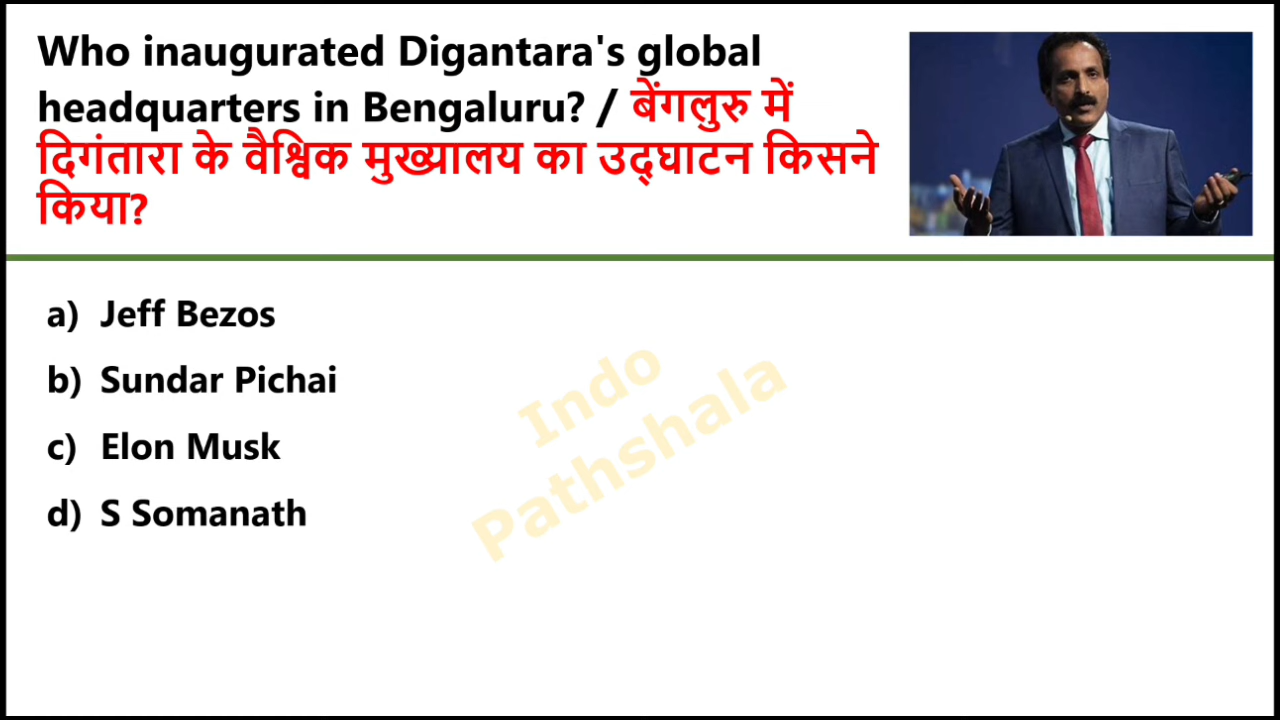 Who inaugurated Digantara's global
headquarters in Bengaluru? / बेंगलुरु में
दिगंतारा के वैश्विक मुख्यालय का उद्घाटन किसने
किया?
a) Jeff Bezos
b) Sundar Pichai
c) Elon Musk
d) S Somanath
Indo
Pathshala